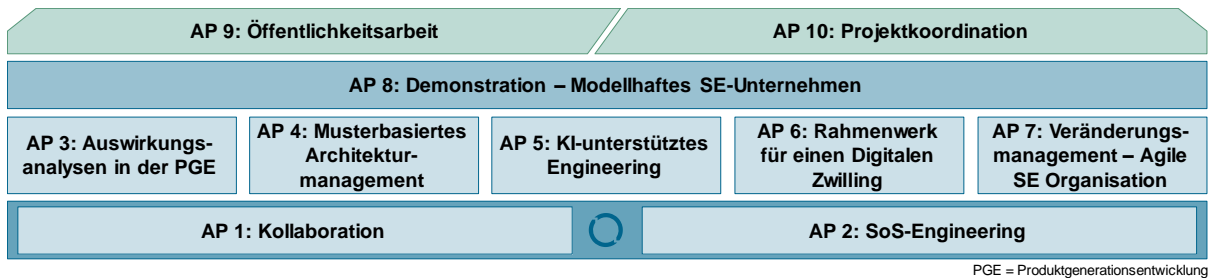 AP 9: Öffentlichkeitsarbeit
AP 10: Projektkoordination
AP 8: Demonstration – Modellhaftes SE-Unternehmen
AP 3: Auswirkungs-
analysen in der PGE
AP 4: Musterbasiertes
Architektur-
management
AP 5: KI-unterstütztes
Engineering
AP 6: Rahmenwerk
für einen Digitalen
Zwilling
AP 7: Veränderungs-
management – Agile
SE Organisation
AP 1: Kollaboration
AP 2: SoS-Engineering
PGE = Produktgenerationsentwicklung